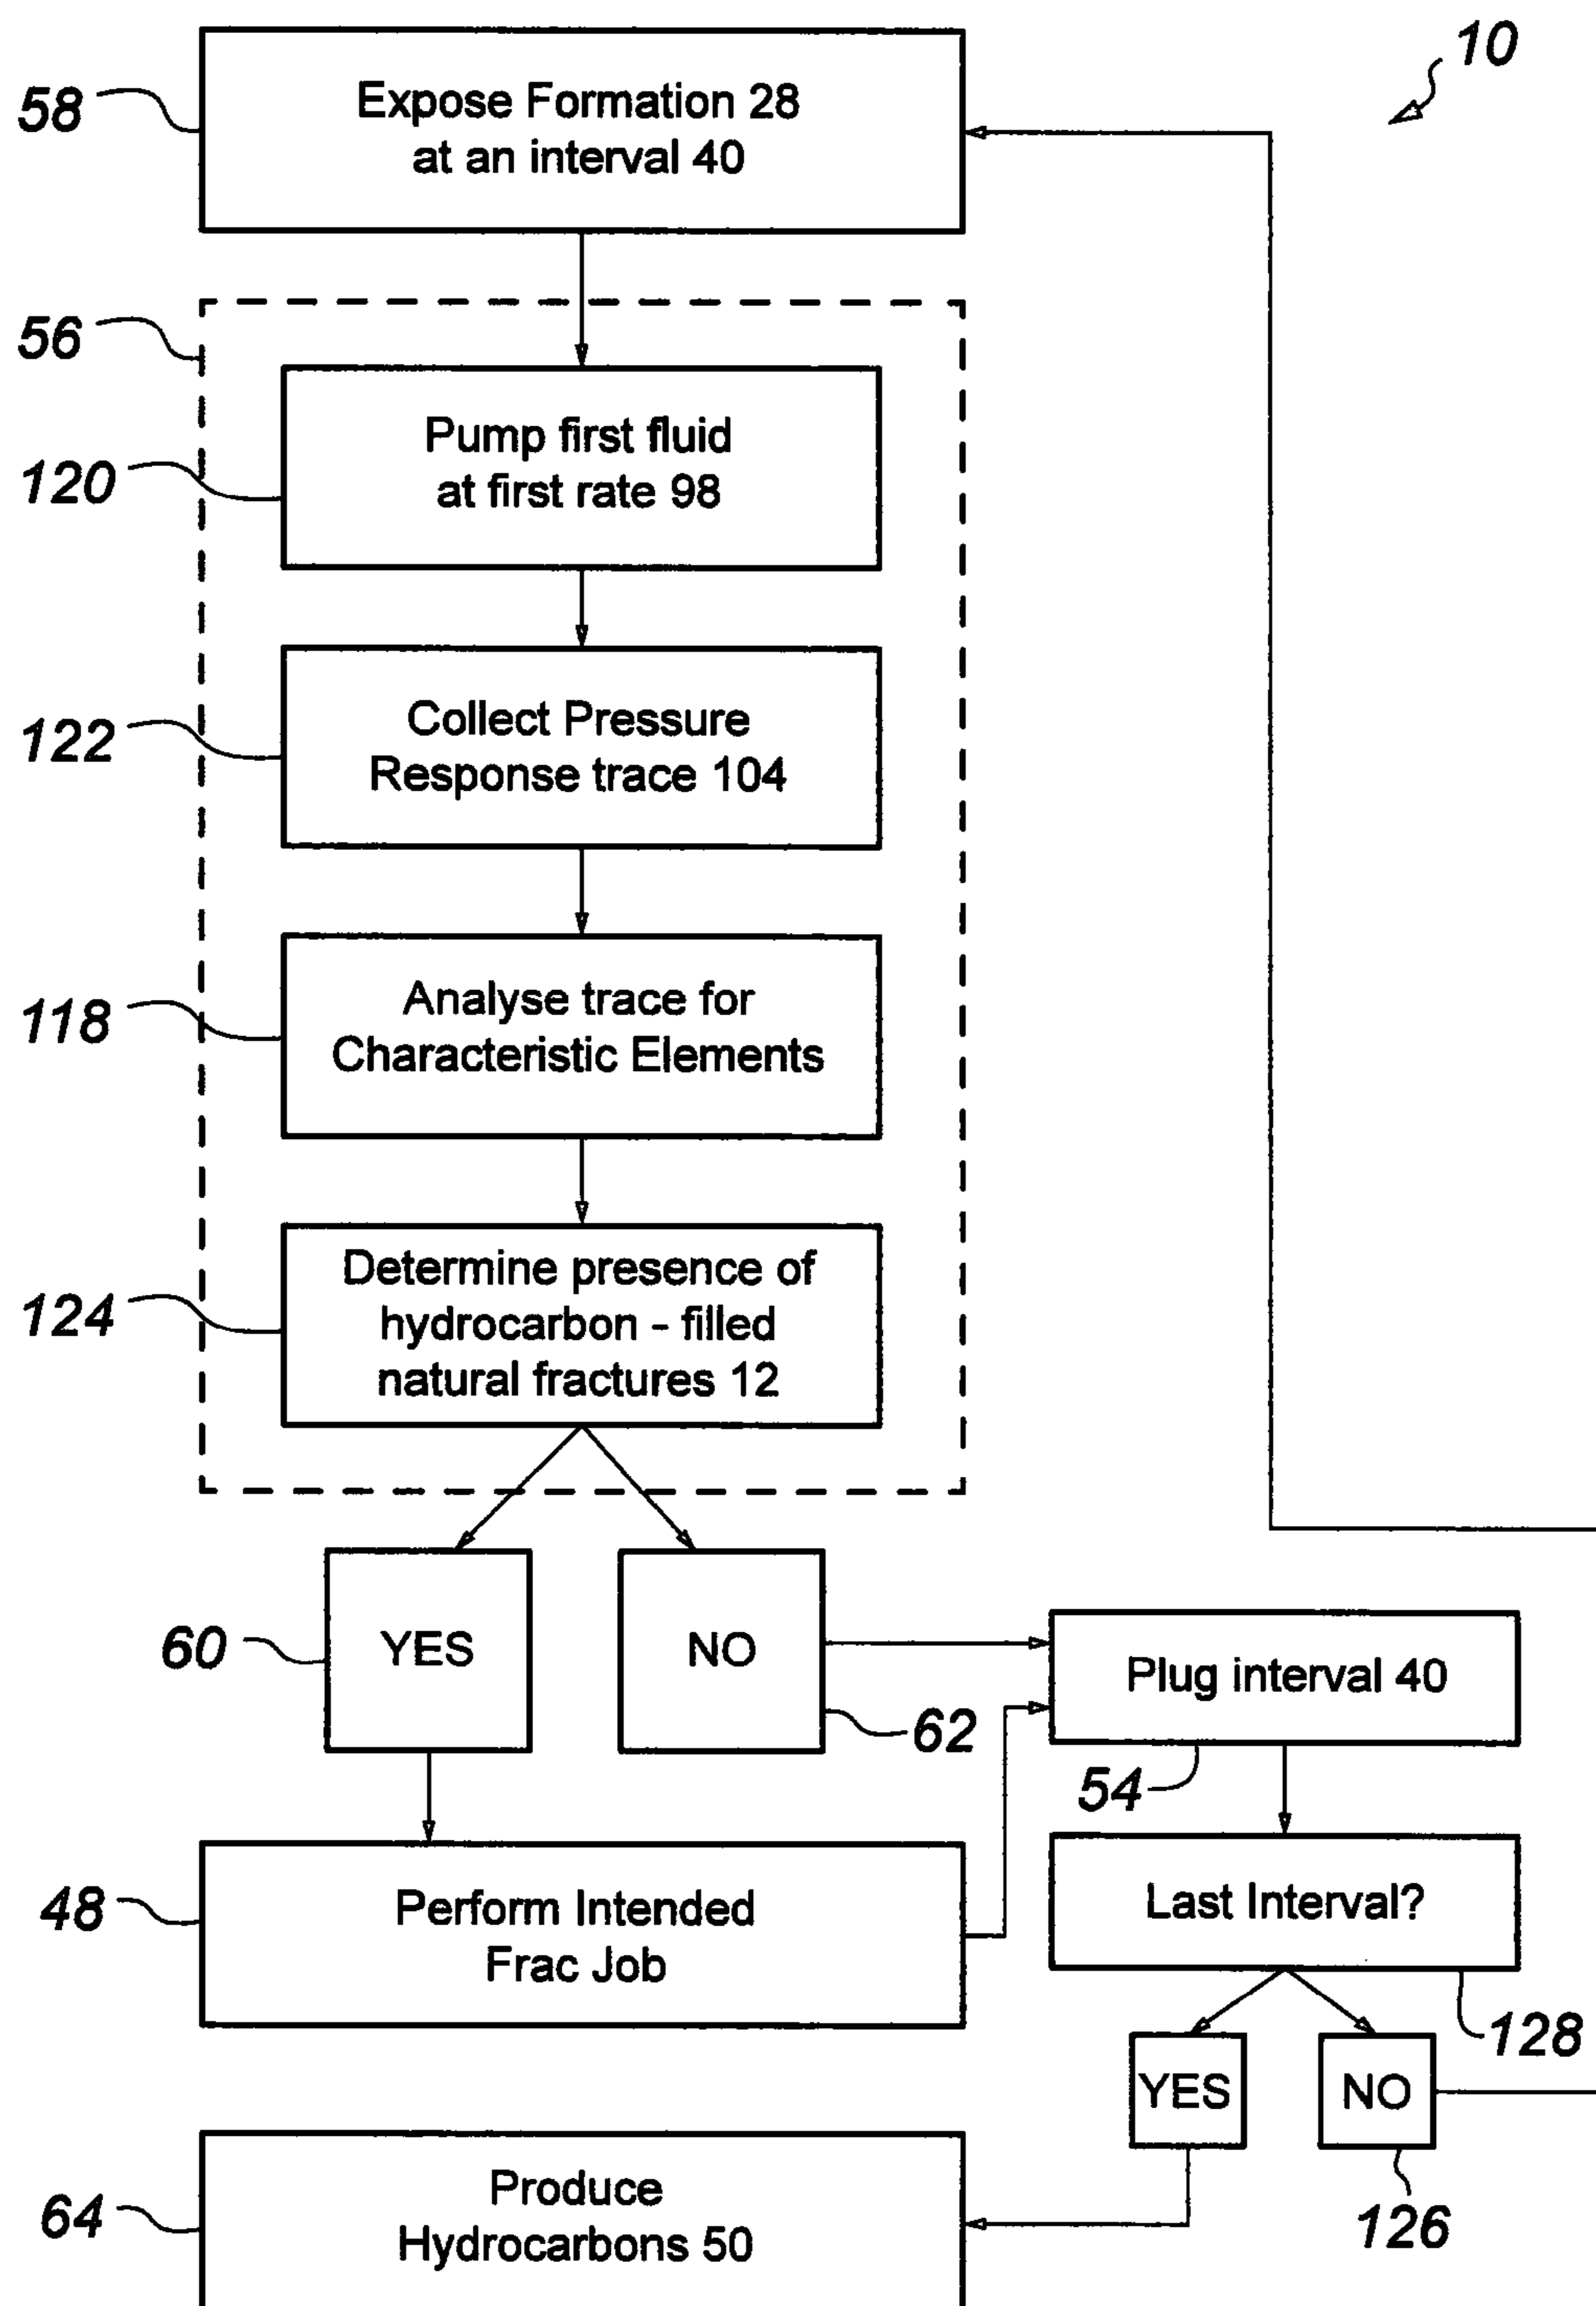 10
58
Expose Formation 28
at an interval 40
56
120
Pump first fluid
at first rate 98
122
Collect Pressure
Response trace 104
118
Analyse trace for
Characteristic Elements
124
Determine presence of
hydrocarbon - filled
natural fractures 12
60
YES
NO
62
Plug interval 40
54
48
Perform Intended
Frac Job
Last Interval?
128
YES
NO
126
64
Produce
Hydrocarbons 50